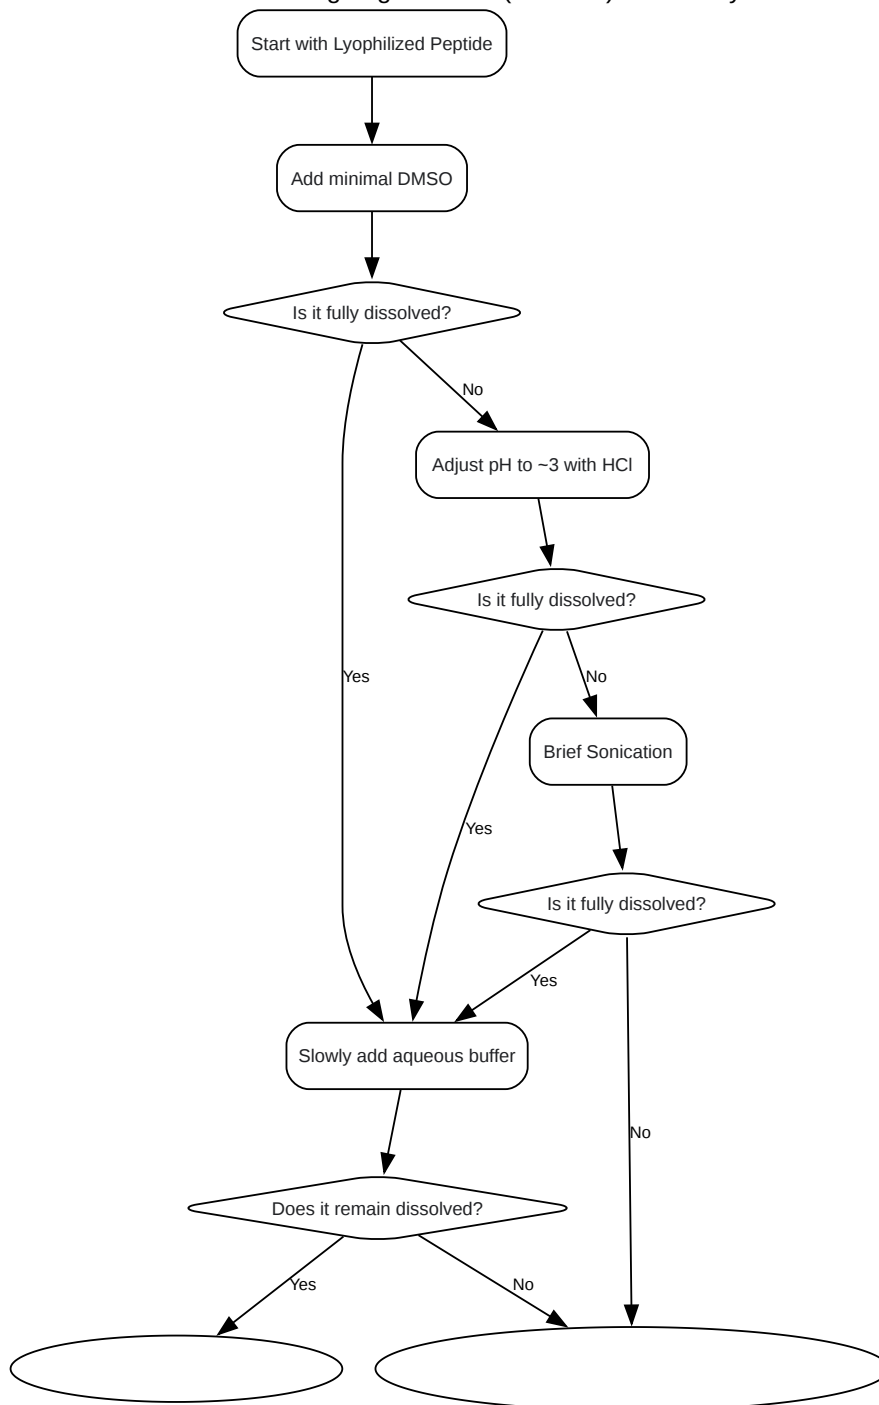 Start with Lyophilized Peptide
Add minimal DMSO
Is it fully dissolved?
No
Adjust pH to ~3 with HCl
Is it fully dissolved?
Yes
No
Brief Sonication
Yes
Is it fully dissolved?
Yes
Slowly add aqueous buffer
No
Does it remain dissolved?
Yes
No